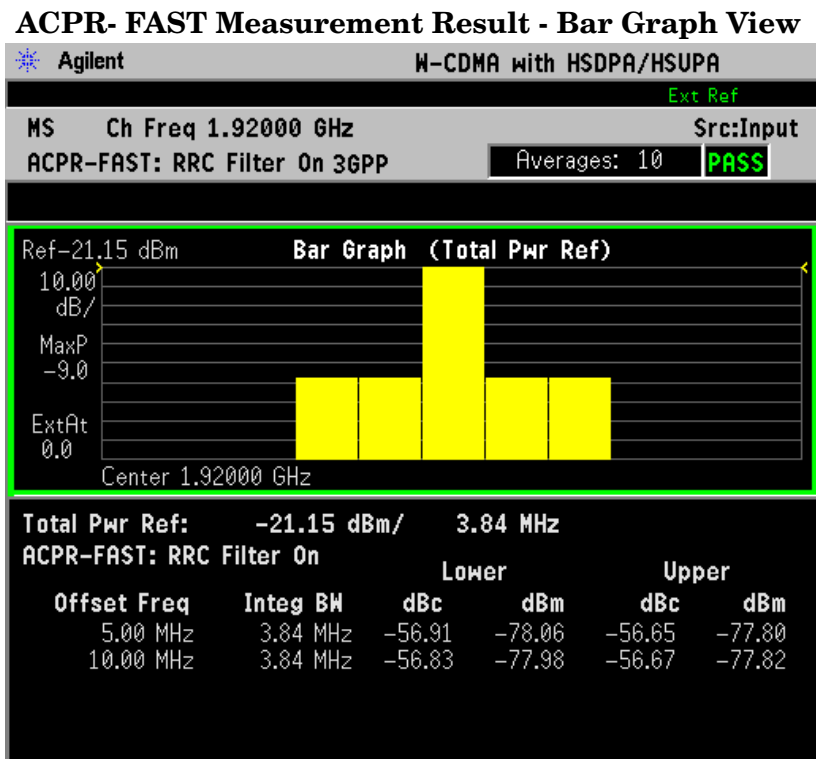 ACPR- FAST Measurement Result - Bar Graph View
Agilent W-CDMA with HSDPA/HSUPA
Ext Ref
MS Ch Freq 1.92000 GHz Src:Input
ACPR-FAST: RRC Filter On 3GPP Averages: 10 PASS
Ref-21.15 dBm Bar Graph (Total Pwr Ref)
10.00
dB/
MaxP
-9.0
ExtAt
0.0
Center 1.92000 GHz
Total Pwr Ref: -21.15 dBm/ 3.84 MHz
ACPR-FAST: RRC Filter On
Lower Upper
Offset Freq Integ BW dBc dBm dBc dBm
5.00 MHz 3.84 MHz -56.91 -78.06 -56.65 -77.80
10.00 MHz 3.84 MHz -56.83 -77.98 -56.67 -77.82